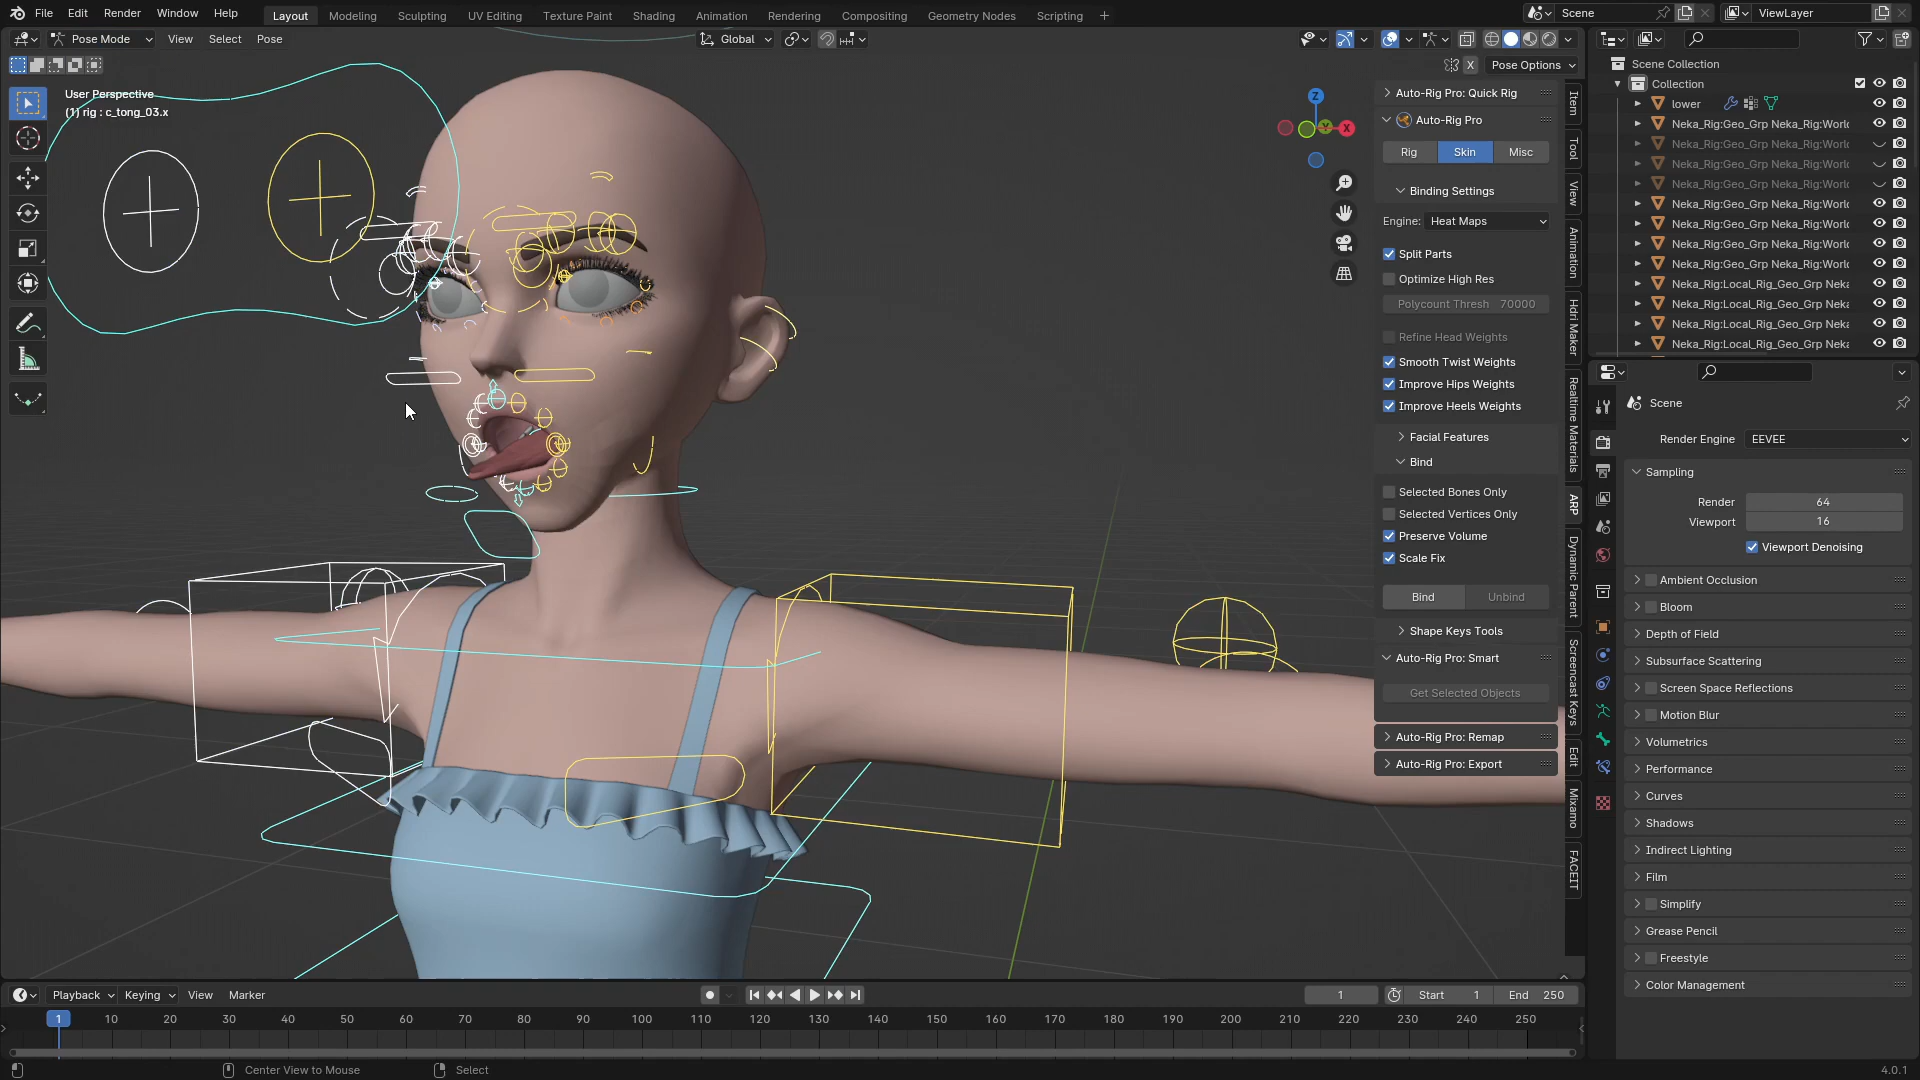 File Edit Render Window Help Layout Modeling Sculpting UV Editing Texture Paint Shading Animation Rendering Compositing Geometry Nodes Scripting + Scene ViewLayer
Pose Mode View Select Pose Global
X Pose Options
User Perspective
(1) rig : c_tong_03.x
Z
X
Item
Tool
View
Animation
Hdri Maker
Realtime Materials
ARP
Dynamic Parent
Screencast Keys
Edit
Mixamo
FACEIT
Auto-Rig Pro: Quick Rig
Auto-Rig Pro
Rig Skin Misc
Binding Settings
Engine: Heat Maps
Split Parts
Optimize High Res
Polycount Thresh 70000
Refine Head Weights
Smooth Twist Weights
Improve Hips Weights
Improve Heels Weights
Facial Features
Bind
Selected Bones Only
Selected Vertices Only
Preserve Volume
Scale Fix
Bind Unbind
Shape Keys Tools
Auto-Rig Pro: Smart
Get Selected Objects
Auto-Rig Pro: Remap
Auto-Rig Pro: Export
Scene Collection
Collection
lower
Neka_Rig:Geo_Grp Neka_Rig:World
Neka_Rig:Geo_Grp Neka_Rig:World
Neka_Rig:Geo_Grp Neka_Rig:World
Neka_Rig:Geo_Grp Neka_Rig:World
Neka_Rig:Geo_Grp Neka_Rig:World
Neka_Rig:Geo_Grp Neka_Rig:World
Neka_Rig:Geo_Grp Neka_Rig:World
Neka_Rig:Geo_Grp Neka_Rig:World
Neka_Rig:Local_Rig_Geo_Grp Neka
Neka_Rig:Local_Rig_Geo_Grp Neka
Neka_Rig:Local_Rig_Geo_Grp Neka
Neka_Rig:Local_Rig_Geo_Grp Neka
Scene
Render Engine EEVEE
Sampling
Render 64
Viewport 16
Viewport Denoising
Ambient Occlusion
Bloom
Depth of Field
Subsurface Scattering
Screen Space Reflections
Motion Blur
Volumetrics
Performance
Curves
Shadows
Indirect Lighting
Film
Simplify
Grease Pencil
Freestyle
Color Management
Playback Keying View Marker 1 Start 1 End 250
1 10 20 30 40 50 60 70 80 90 100 110 120 130 140 150 160 170 180 190 200 210 220 230 240 250
Center View to Mouse Select 4.0.1